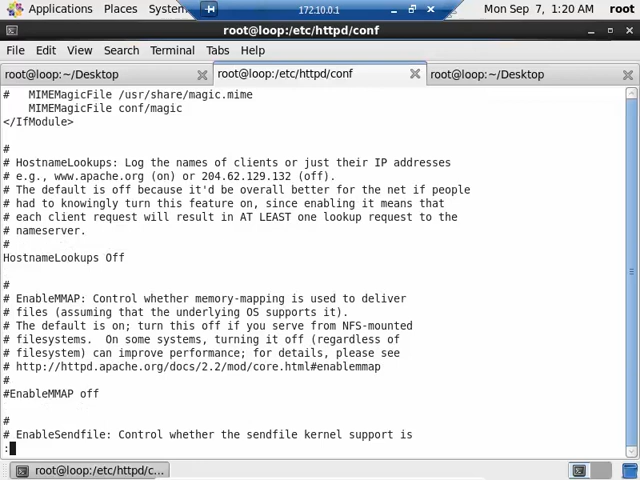 Applications Places System 172.10.0.1 Mon Sep 7, 1:20 AM root
root@loop:/etc/httpd/conf
File Edit View Search Terminal Tabs Help
root@loop:~/Desktop root@loop:/etc/httpd/conf root@loop:~/Desktop
#   MIMEMagicFile /usr/share/magic.mime
    MIMEMagicFile conf/magic
</IfModule>
#
# HostnameLookups: Log the names of clients or just their IP addresses
# e.g., www.apache.org (on) or 204.62.129.132 (off).
# The default is off because it'd be overall better for the net if people
# had to knowingly turn this feature on, since enabling it means that
# each client request will result in AT LEAST one lookup request to the
# nameserver.
#
HostnameLookups Off
#
# EnableMMAP: Control whether memory-mapping is used to deliver
# files (assuming that the underlying OS supports it).
# The default is on; turn this off if you serve from NFS-mounted
# filesystems.  On some systems, turning it off (regardless of
# filesystem) can improve performance; for details, please see
# http://httpd.apache.org/docs/2.2/mod/core.html#enablemmap
#
#EnableMMAP off
#
# EnableSendfile: Control whether the sendfile kernel support is
:
root@loop:/etc/httpd/c...